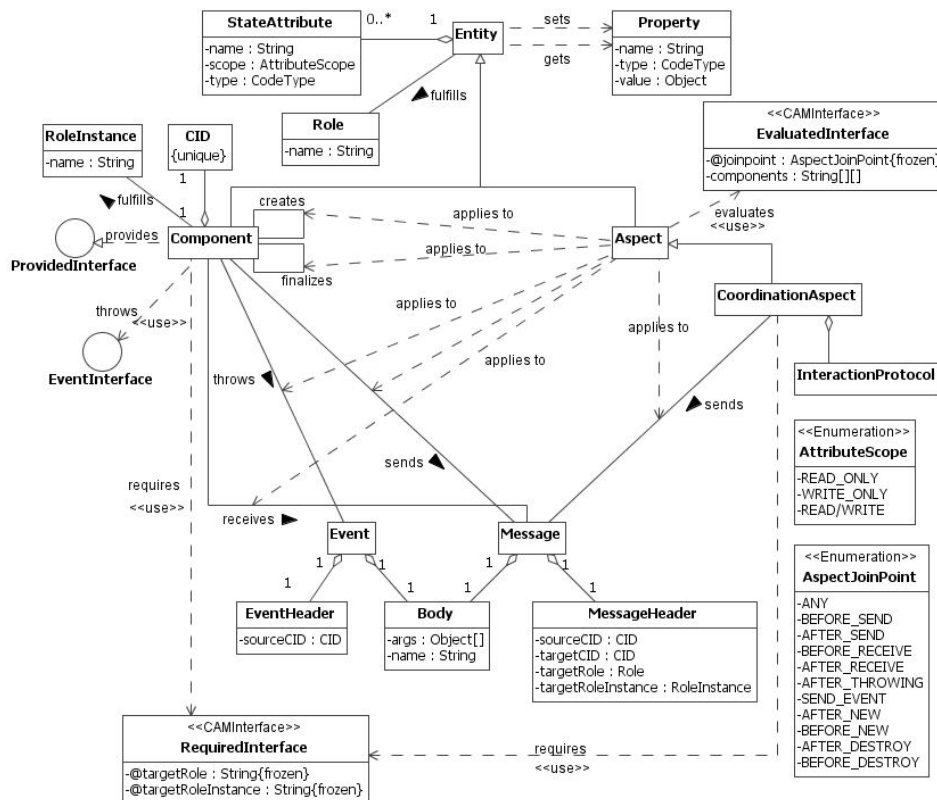 StateAttribute
-name : String
-scope : AttributeScope
-type : CodeType
0..*
1
Entity
sets
gets
Property
-name : String
-type : CodeType
-value : Object
fulfills
Role
-name : String
<<CAMInterface>>
EvaluatedInterface
-@joinpoint : AspectJoinPoint{frozen}
-components : String[][]
RoleInstance
-name : String
CID
{unique}
1
1
fulfills
creates
applies to
evaluates
<<use>>
provides
Component
Aspect
applies to
ProvidedInterface
finalizes
CoordinationAspect
throws
<<use>>
applies to
applies to
applies to
EventInterface
throws
InteractionProtocol
sends
<<Enumeration>>
AttributeScope
-READ_ONLY
-WRITE_ONLY
-READ/WRITE
sends
requires
<<use>>
receives
Event
Message
1
1
1
1
1
1
1
1
EventHeader
-sourceCID : CID
Body
-args : Object[]
-name : String
MessageHeader
-sourceCID : CID
-targetCID : CID
-targetRole : Role
-targetRoleInstance : RoleInstance
<<Enumeration>>
AspectJoinPoint
-ANY
-BEFORE_SEND
-AFTER_SEND
-BEFORE_RECEIVE
-AFTER_RECEIVE
-AFTER_THROWING
-SEND_EVENT
-AFTER_NEW
-BEFORE_NEW
-AFTER_DESTROY
-BEFORE_DESTROY
<<CAMInterface>>
RequiredInterface
-@targetRole : String{frozen}
-@targetRoleInstance : String{frozen}
requires
<<use>>